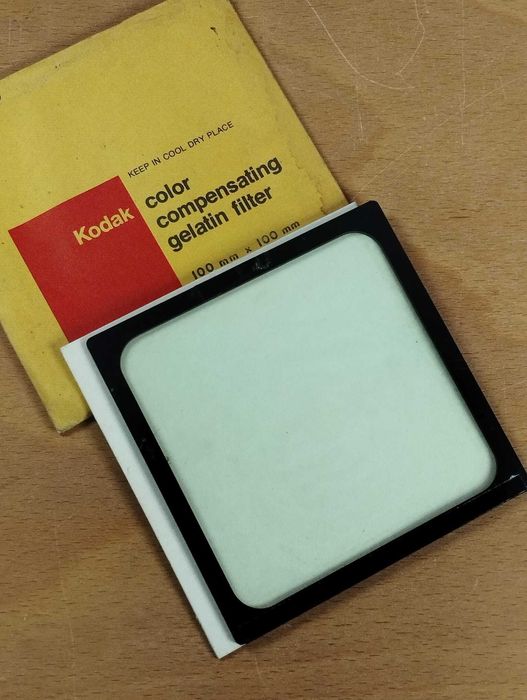 KEEP IN COOL DRY PLACE
Kodak
color
compensating
gelatin filter
100 mm x 100 mm